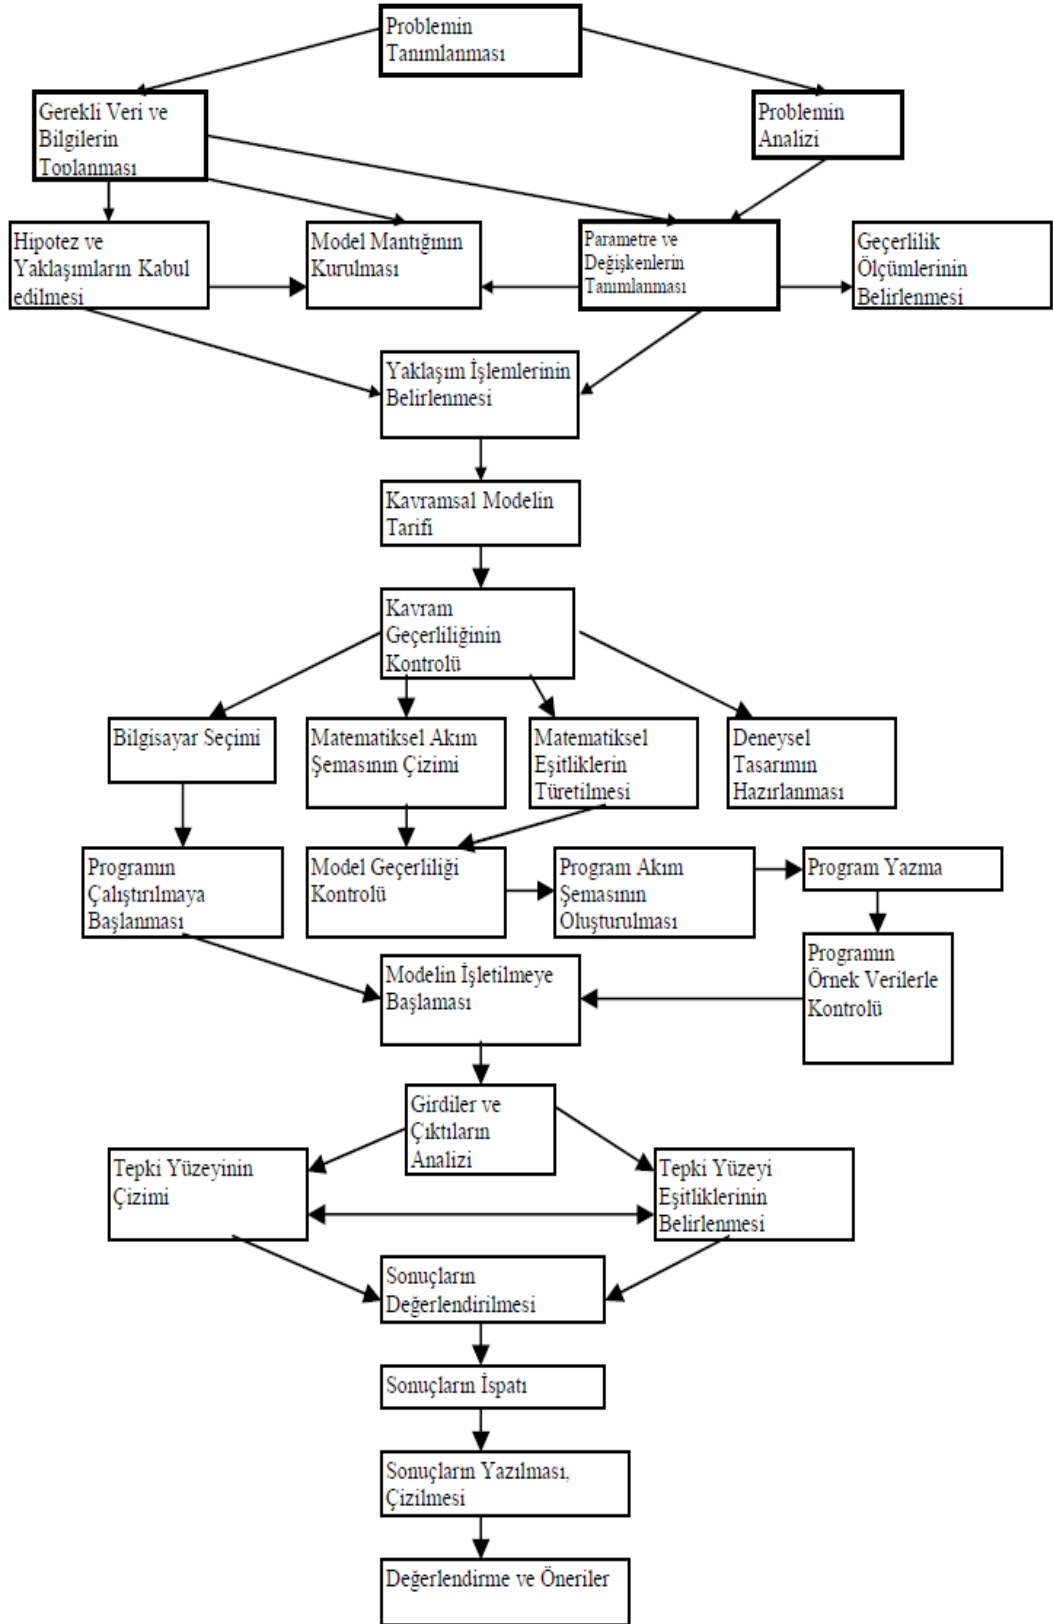 Problemin
Tanımlanması
Gerekli Veri ve
Bilgilerin
Toplanması
Problemin
Analizi
Hipotez ve
Yaklaşımların Kabul
edilmesi
Model Mantığının
Kurulması
Parametre ve
Değişkenlerin
Tanımlanması
Geçerlilik
Ölçümlerinin
Belirlenmesi
Yaklaşım İşlemlerinin
Belirlenmesi
Kavramsal Modelin
Tarifi
Kavram
Geçerliliğinin
Kontrolü
Bilgisayar Seçimi
Matematiksel Akım
Şemasının Çizimi
Matematiksel
Eşitliklerin
Türetilmesi
Deneysel
Tasarımın
Hazırlanması
Programın
Çalıştırılmaya
Başlanması
Model Geçerliliği
Kontrolü
Program Akım
Şemasının
Oluşturulması
Program Yazma
Programın
Örnek Verilerle
Kontrolü
Modelin İşletilmeye
Başlaması
Girdiler ve
Çıktıların
Analizi
Tepki Yüzeyinin
Çizimi
Tepki Yüzeyi
Eşitliklerinin
Belirlenmesi
Sonuçların
Değerlendirilmesi
Sonuçların İspatı
Sonuçların Yazılması,
Çizilmesi
Değerlendirme ve Öneriler